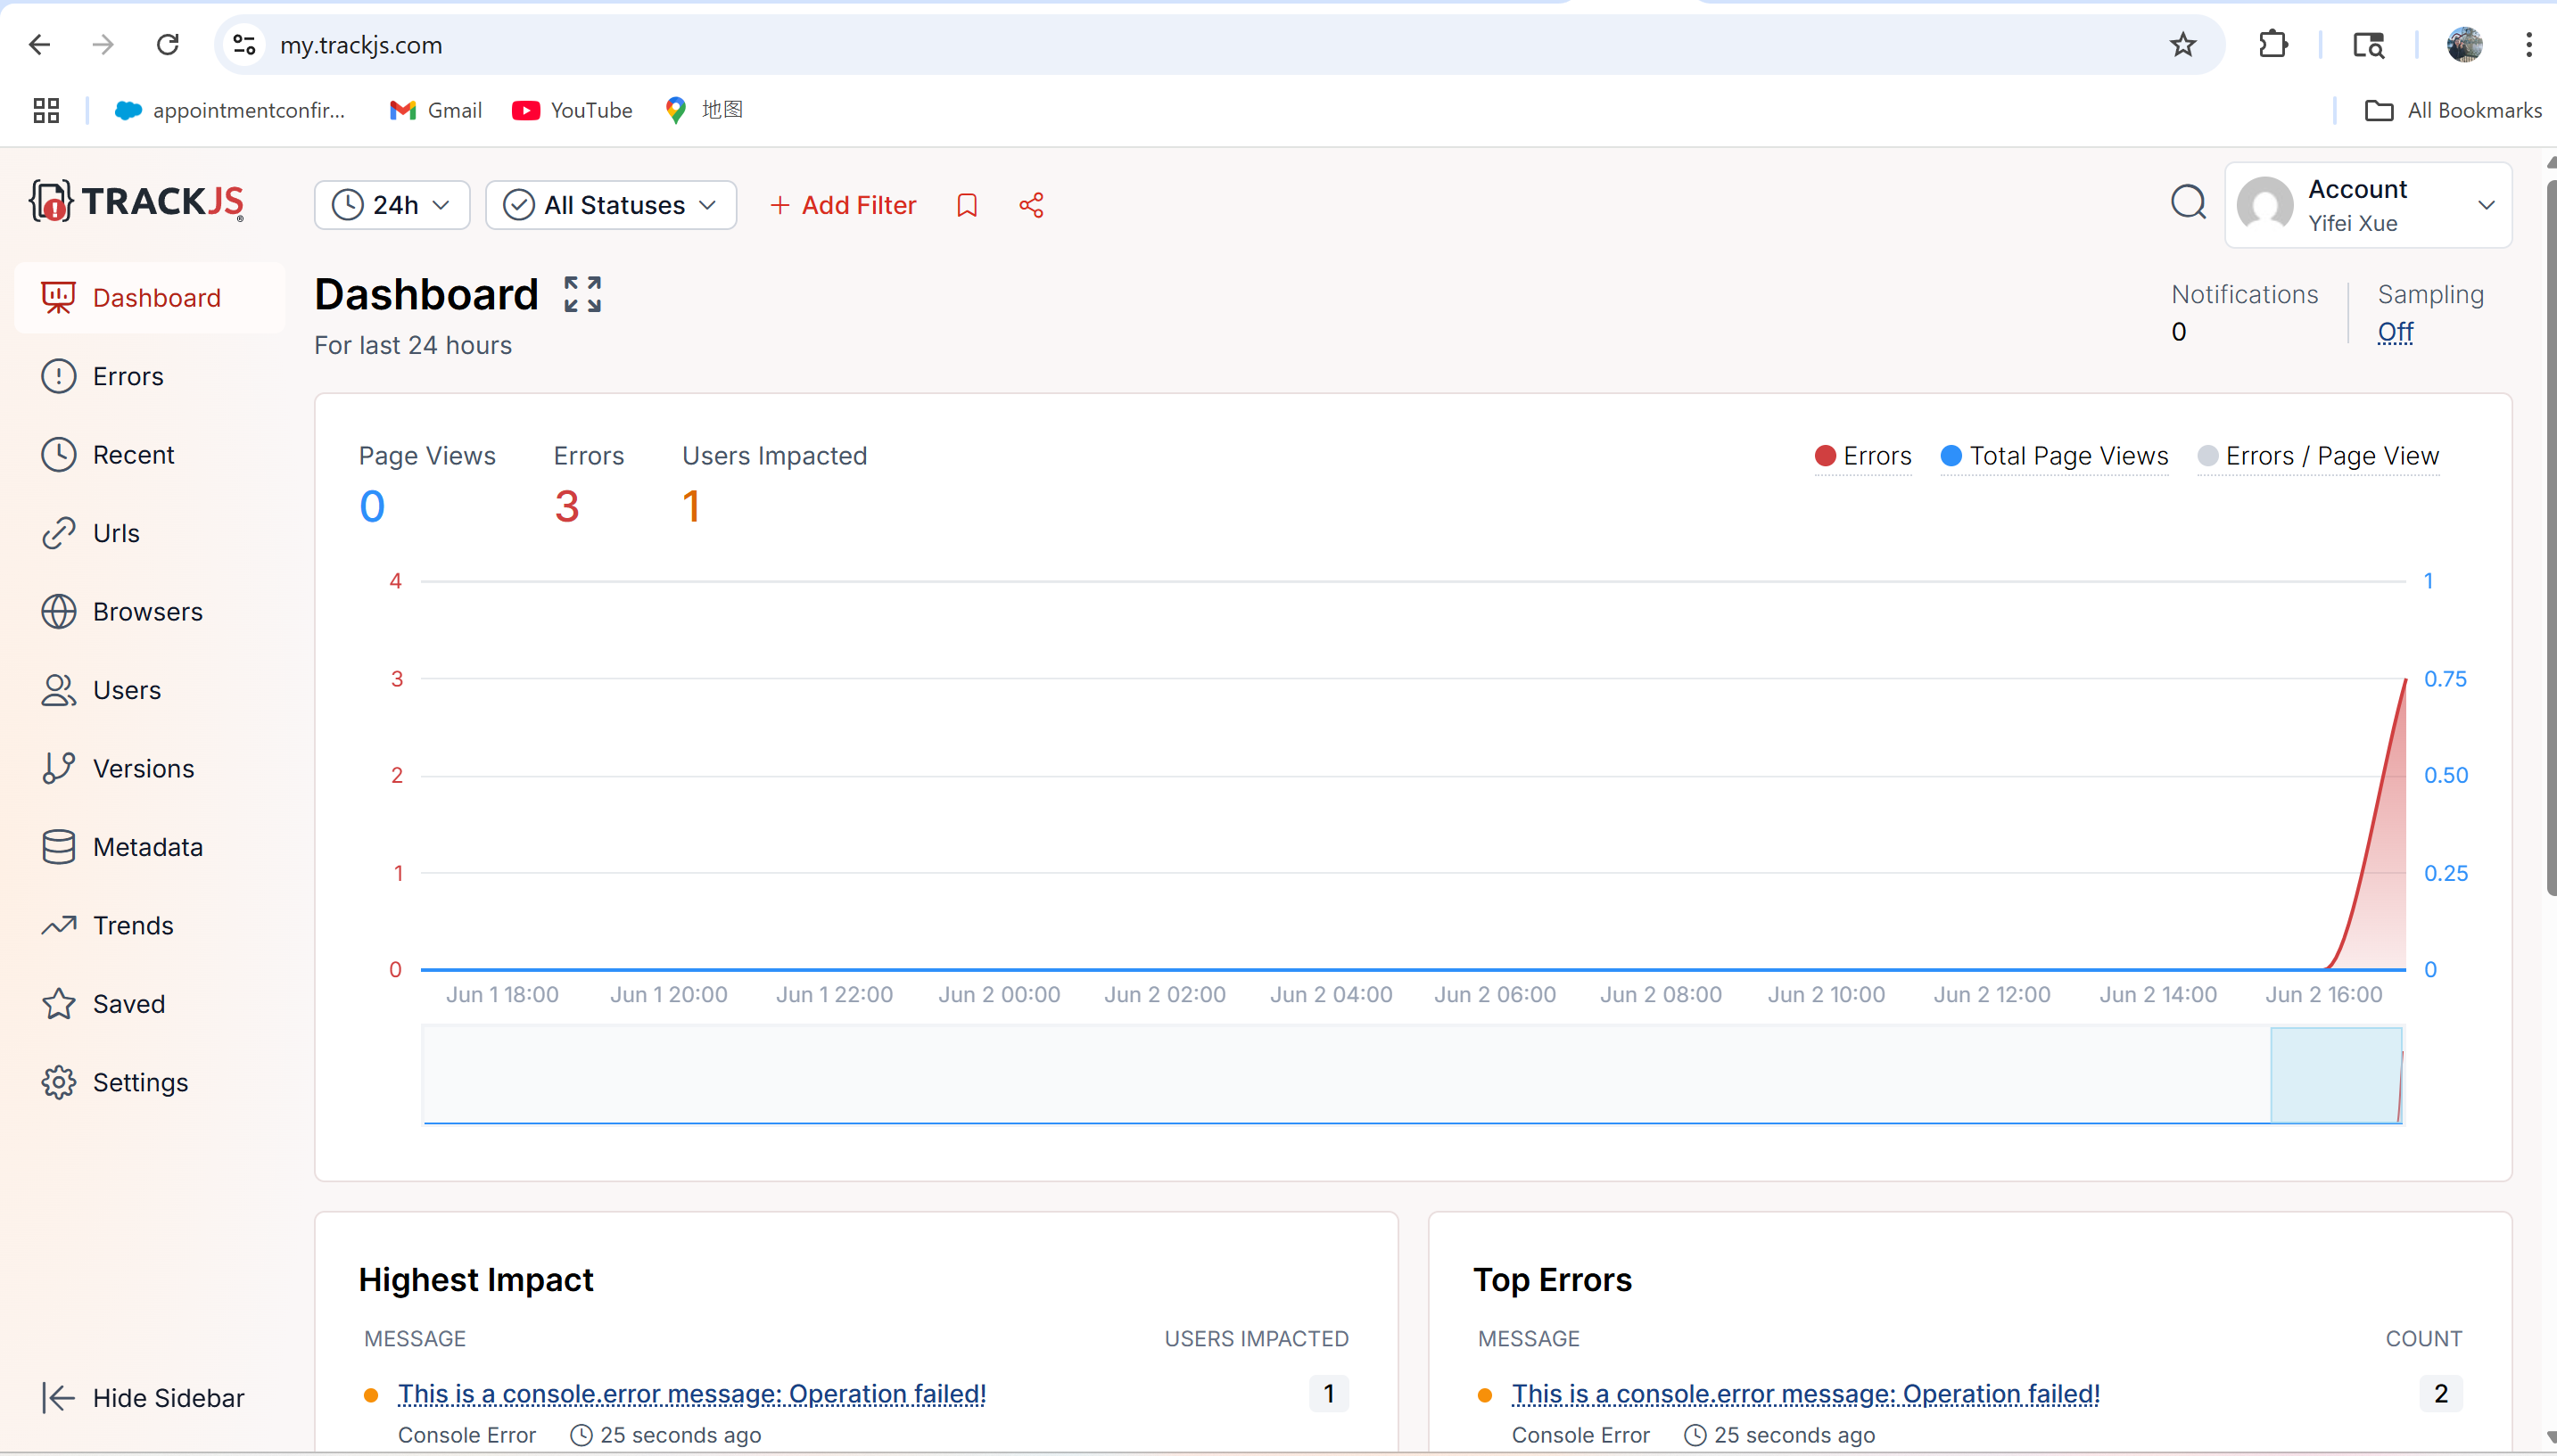 my.trackjs.com
appointmentconfir...
Gmail
YouTube
地图
All Bookmarks
TRACKJS
24h
All Statuses
+ Add Filter
Account
Yifei Xue
Dashboard
Errors
Recent
Urls
Browsers
Users
Versions
Metadata
Trends
Saved
Settings
Hide Sidebar
Dashboard
For last 24 hours
Notifications
0
Sampling
Off
Page Views
0
Errors
3
Users Impacted
1
Errors
Total Page Views
Errors / Page View
4
3
2
1
0
1
0.75
0.50
0.25
0
Jun 1 18:00
Jun 1 20:00
Jun 1 22:00
Jun 2 00:00
Jun 2 02:00
Jun 2 04:00
Jun 2 06:00
Jun 2 08:00
Jun 2 10:00
Jun 2 12:00
Jun 2 14:00
Jun 2 16:00
Highest Impact
MESSAGE
USERS IMPACTED
This is a console.error message: Operation failed!
1
Console Error
25 seconds ago
Top Errors
MESSAGE
COUNT
This is a console.error message: Operation failed!
2
Console Error
25 seconds ago